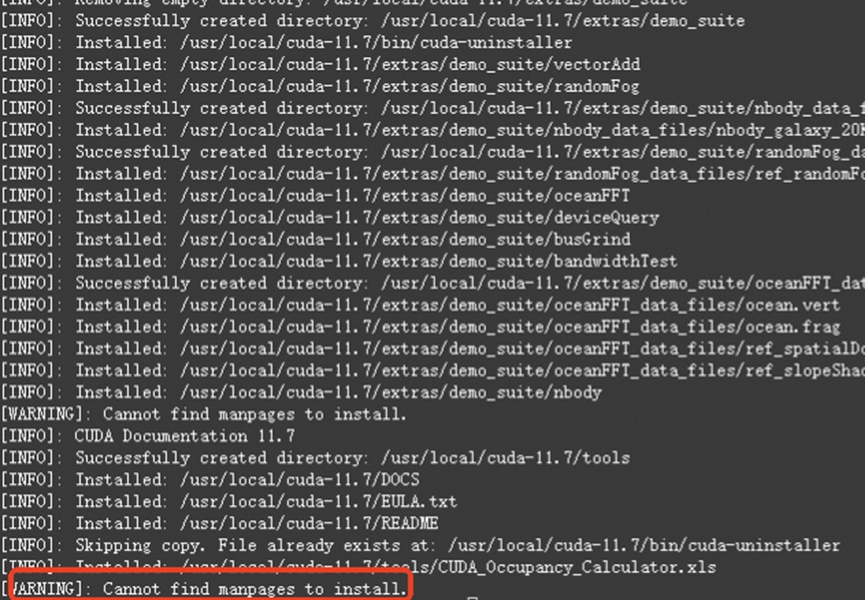 [INFO]: Removing empty directory: /usr/local/cuda-11.7/extras/demo_suite
[INFO]: Successfully created directory: /usr/local/cuda-11.7/extras/demo_suite
[INFO]: Installed: /usr/local/cuda-11.7/bin/cuda-uninstaller
[INFO]: Installed: /usr/local/cuda-11.7/extras/demo_suite/vectorAdd
[INFO]: Installed: /usr/local/cuda-11.7/extras/demo_suite/randomFog
[INFO]: Successfully created directory: /usr/local/cuda-11.7/extras/demo_suite/nbody_data_f
[INFO]: Installed: /usr/local/cuda-11.7/extras/demo_suite/nbody_data_files/nbody_galaxy_20
[INFO]: Successfully created directory: /usr/local/cuda-11.7/extras/demo_suite/randomFog_da
[INFO]: Installed: /usr/local/cuda-11.7/extras/demo_suite/randomFog_data_files/ref_randomFo
[INFO]: Installed: /usr/local/cuda-11.7/extras/demo_suite/oceanFFT
[INFO]: Installed: /usr/local/cuda-11.7/extras/demo_suite/deviceQuery
[INFO]: Installed: /usr/local/cuda-11.7/extras/demo_suite/busGrind
[INFO]: Installed: /usr/local/cuda-11.7/extras/demo_suite/bandwidthTest
[INFO]: Successfully created directory: /usr/local/cuda-11.7/extras/demo_suite/oceanFFT_dat
[INFO]: Installed: /usr/local/cuda-11.7/extras/demo_suite/oceanFFT_data_files/ocean.vert
[INFO]: Installed: /usr/local/cuda-11.7/extras/demo_suite/oceanFFT_data_files/ocean.frag
[INFO]: Installed: /usr/local/cuda-11.7/extras/demo_suite/oceanFFT_data_files/ref_spatialDo
[INFO]: Installed: /usr/local/cuda-11.7/extras/demo_suite/oceanFFT_data_files/ref_slopeShad
[INFO]: Installed: /usr/local/cuda-11.7/extras/demo_suite/nbody
[WARNING]: Cannot find manpages to install.
[INFO]: CUDA Documentation 11.7
[INFO]: Successfully created directory: /usr/local/cuda-11.7/tools
[INFO]: Installed: /usr/local/cuda-11.7/DOCS
[INFO]: Installed: /usr/local/cuda-11.7/EULA.txt
[INFO]: Installed: /usr/local/cuda-11.7/README
[INFO]: Skipping copy. File already exists at: /usr/local/cuda-11.7/bin/cuda-uninstaller
[INFO]: Installed: /usr/local/cuda-11.7/tools/CUDA_Occupancy_Calculator.xls
[WARNING]: Cannot find manpages to install.